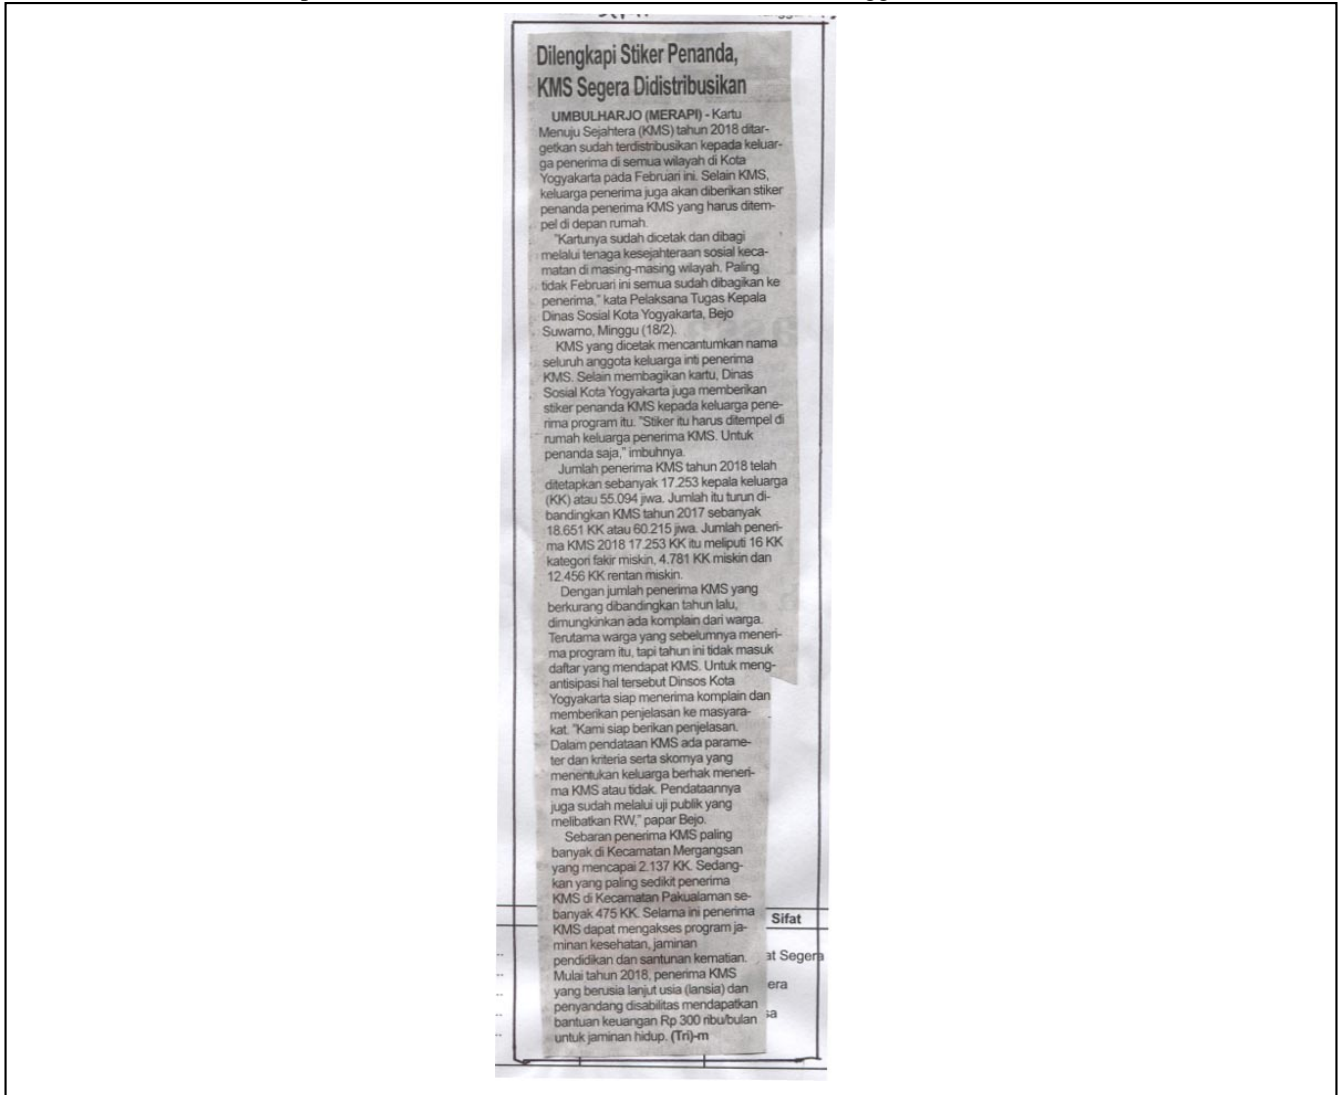 Dilengkapi Stiker Penanda,
KMS Segera Didistribusikan
UMBULHARJO (MERAPI) - Kartu
Menuju Sejahtera (KMS) tahun 2018 ditar-
getkan sudah terdistribusikan kepada keluar-
ga penerima di semua wilayah di Kota
Yogyakarta pada Februari ini. Selain KMS,
keluarga penerima juga akan diberikan stiker
penanda penerima KMS yang harus ditem-
pel di depan rumah.
"Kartunya sudah dicetak dan dibagi
melalui tenaga kesejahteraan sosial keca-
matan di masing-masing wilayah. Paling
tidak Februari ini semua sudah dibagikan ke
penerima," kata Pelaksana Tugas Kepala
Dinas Sosial Kota Yogyakarta, Bejo
Suwarno, Minggu (18/2).
KMS yang dicetak mencantumkan nama
seluruh anggota keluarga inti penerima
KMS. Selain membagikan kartu, Dinas
Sosial Kota Yogyakarta juga memberikan
stiker penanda KMS kepada keluarga pene-
rima program itu. "Stiker itu harus ditempel di
rumah keluarga penerima KMS. Untuk
penanda saja," imbuhnya.
Jumlah penerima KMS tahun 2018 telah
ditetapkan sebanyak 17.253 kepala keluarga
(KK) atau 55.094 jiwa. Jumlah itu turun di-
bandingkan KMS tahun 2017 sebanyak
18.651 KK atau 60.215 jiwa. Jumlah peneri-
ma KMS 2018 17.253 KK itu meliputi 16 KK
kategori fakir miskin, 4.781 KK miskin dan
12.456 KK rentan miskin.
Dengan jumlah penerima KMS yang
berkurang dibandingkan tahun lalu,
dimungkinkan ada komplain dari warga.
Terutama warga yang sebelumnya meneri-
ma program itu, tapi tahun ini tidak masuk
daftar yang mendapat KMS. Untuk meng-
antisipasi hal tersebut Dinsos Kota
Yogyakarta siap menerima komplain dan
memberikan penjelasan ke masyara-
kat. "Kami siap berikan penjelasan.
Dalam pendataan KMS ada parame-
ter dan kriteria serta skornya yang
menentukan keluarga berhak meneri-
ma KMS atau tidak. Pendataannya
juga sudah melalui uji publik yang
melibatkan RW," papar Bejo.
Sebaran penerima KMS paling
banyak di Kecamatan Mergangsan
yang mencapai 2.137 KK. Sedang-
kan yang paling sedikit penerima
KMS di Kecamatan Pakualaman se-
banyak 475 KK. Selama ini penerima
KMS dapat mengakses program ja-
minan kesehatan, jaminan
pendidikan dan santunan kematian.
Mulai tahun 2018, penerima KMS
yang berusia lanjut usia (lansia) dan
penyandang disabilitas mendapatkan
bantuan keuangan Rp 300 ribu/bulan
untuk jaminan hidup. (Tri)-m
Sifat
at Segera
era
sa